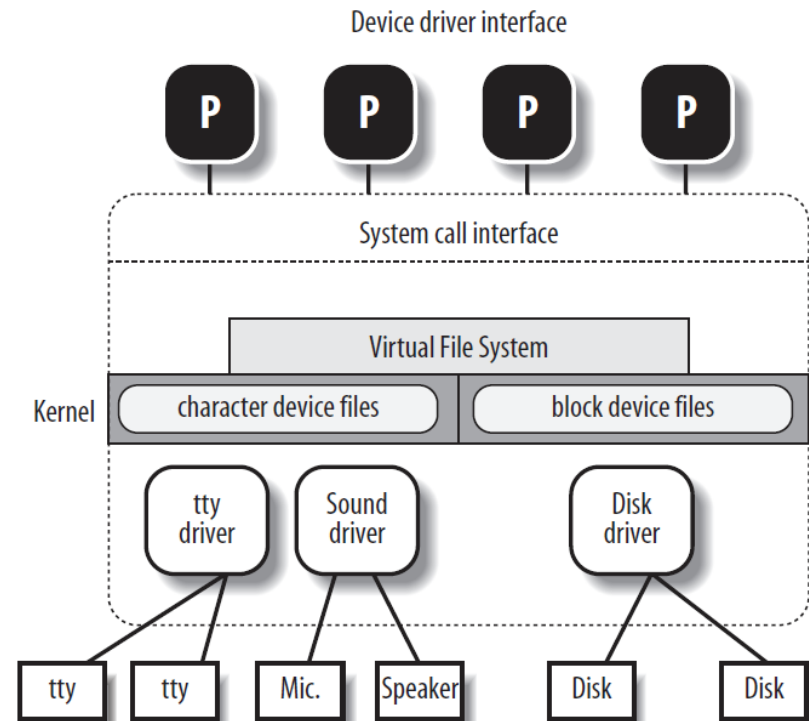 Device driver interface
P P P P
System call interface
Virtual File System
Kernel
character device files
block device files
tty
driver
Sound
driver
Disk
driver
tty
tty
Mic.
Speaker
Disk
Disk